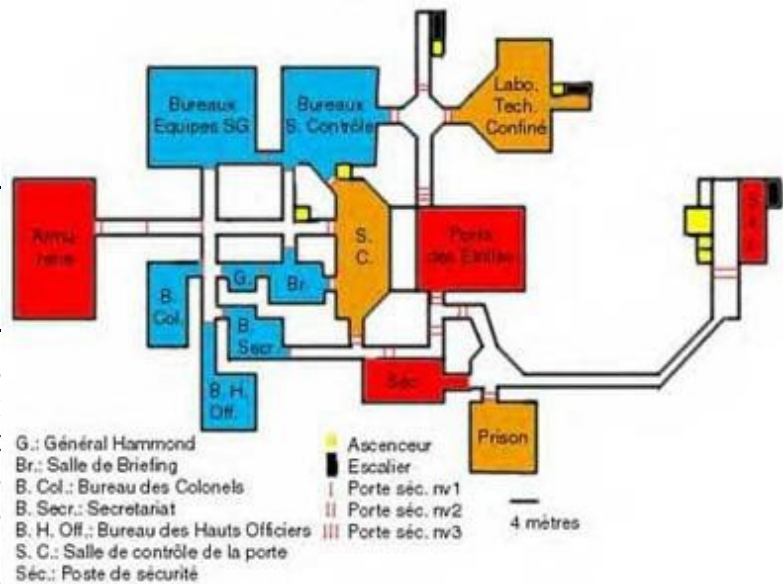 Bureaux
Equipes SG
Bureaux
S. Contrôle
Labo.
Tech.
Confiné
Armu
rerie
S.
C.
Porte
des Etoiles
B.
Col.
G.
Br.
B.
Secr.
B. H.
Off.
Séc.
Prison
G.: Général Hammond
Br.: Salle de Briefing
B. Col.: Bureau des Colonels
B. Secr.: Secretariat
B. H. Off.: Bureau des Hauts Officiers
S. C.: Salle de contrôle de la porte
Séc.: Poste de sécurité
Ascenceur
Escalier
Porte séc. nv1
Porte séc. nv2
Porte séc. nv3
4 mètres